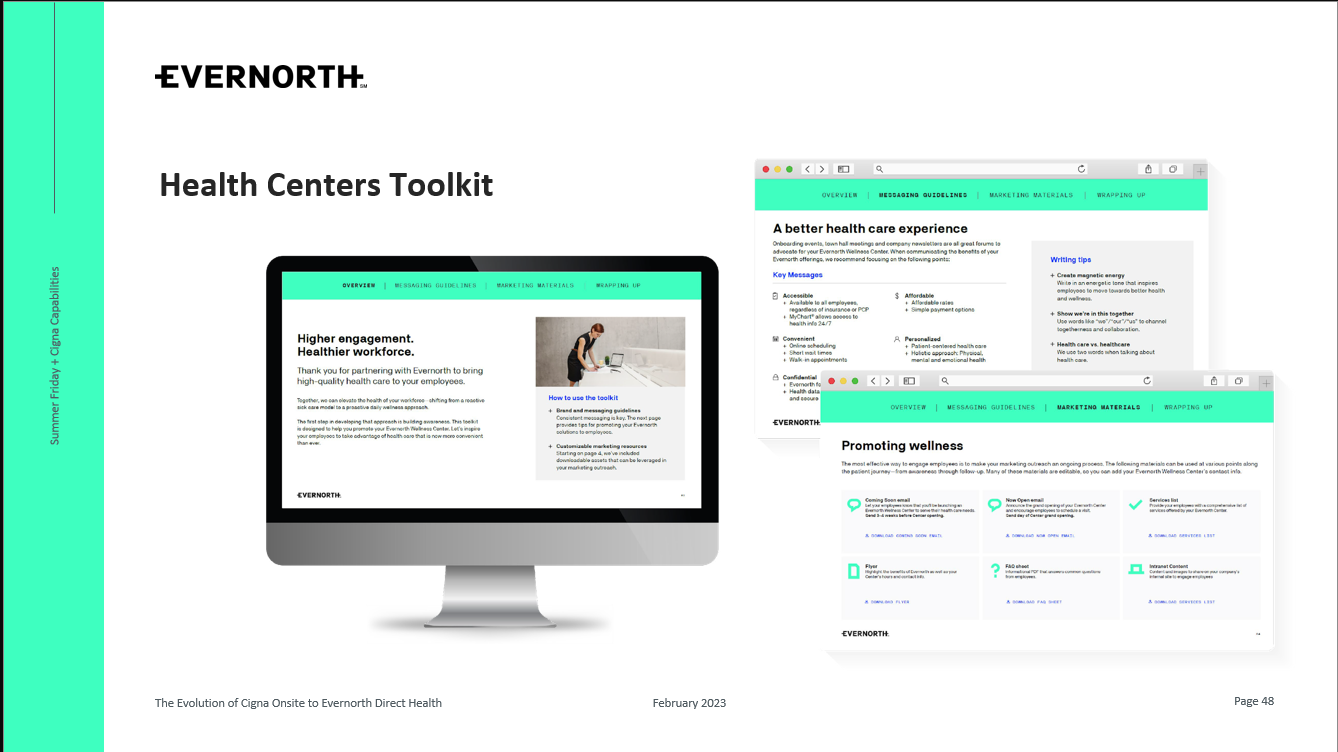 EVERNORTH SM
Summer Friday + Cigna Capabilities
Health Centers Toolkit
OVERVIEW | MESSAGING GUIDELINES | MARKETING MATERIALS | WRAPPING UP
Higher engagement.
Healthier workforce.
Thank you for partnering with Evernorth to bring
high-quality health care to your employees.
Together, we can elevate the health of your workforce - shifting from a reactive
sick care model to a proactive daily wellness approach.
The first step in developing that approach is building awareness. This toolkit
is designed to help you promote your Evernorth Wellness Center. Let's inspire
your employees to take advantage of health care that is now more convenient
than ever.
How to use the toolkit
+ Brand and messaging guidelines
Consistent messaging is key. The next page
provides tips for promoting your Evernorth
solutions to employees.
+ Customizable marketing resources
Starting on page 4, we've included
downloadable assets that can be leveraged in
your marketing outreach.
EVERNORTH
OVERVIEW | MESSAGING GUIDELINES | MARKETING MATERIALS | WRAPPING UP
A better health care experience
Onboarding events, town hall meetings and company newsletters are all great forums to
advocate for your Evernorth Wellness Center. When communicating the benefits of your
Evernorth offerings, we recommend focusing on the following points:
Key Messages
Accessible
+ Available to all employees,
regardless of insurance or PCP
+ MyChart® allows access to
health info 24/7
$ Affordable
+ Affordable rates
+ Simple payment options
Convenient
+ Online scheduling
+ Short wait times
+ Walk-in appointments
Personalized
+ Patient-centered health care
+ Holistic approach: Physical,
mental and emotional health
Confidential
+ Evernorth
+ Health data
and secure
Writing tips
+ Create magnetic energy
Write in an energetic tone that inspires
employees to move towards better health
and wellness.
+ Show we're in this together
Use words like "we"/"our"/"us" to channel
togetherness and collaboration.
+ Health care vs. healthcare
We use two words when talking about
health care.
EVERNORTH
OVERVIEW | MESSAGING GUIDELINES | MARKETING MATERIALS | WRAPPING UP
Promoting wellness
The most effective way to engage employees is to make your marketing outreach an ongoing process. The following materials can be used at various points along
the patient journey—from awareness through follow-up. Many of these materials are editable, so you can add your Evernorth Wellness Center's contact info.
Coming Soon email
Let your employees know that you'll be launching an
Evernorth Wellness Center to serve their health care needs.
Send 2-4 weeks before Center opening.
DOWNLOAD COMING SOON EMAIL
Now Open email
Announce the grand opening of your Evernorth Center
and encourage employees to schedule a visit.
Send day of Center grand opening.
DOWNLOAD NOW OPEN EMAIL
Services list
Provide your employees with a comprehensive list of
services offered by your Evernorth Center.
DOWNLOAD SERVICES LIST
Flyer
Highlight the benefits of Evernorth as well as your
Center's hours and contact info.
DOWNLOAD FLYER
? FAQ sheet
Informational PDF that answers common questions
from employees.
DOWNLOAD FAQ SHEET
Intranet Content
Content and images to share on your company's
internal site to engage employees
DOWNLOAD SERVICES LIST
EVERNORTH
The Evolution of Cigna Onsite to Evernorth Direct Health
February 2023
Page 48